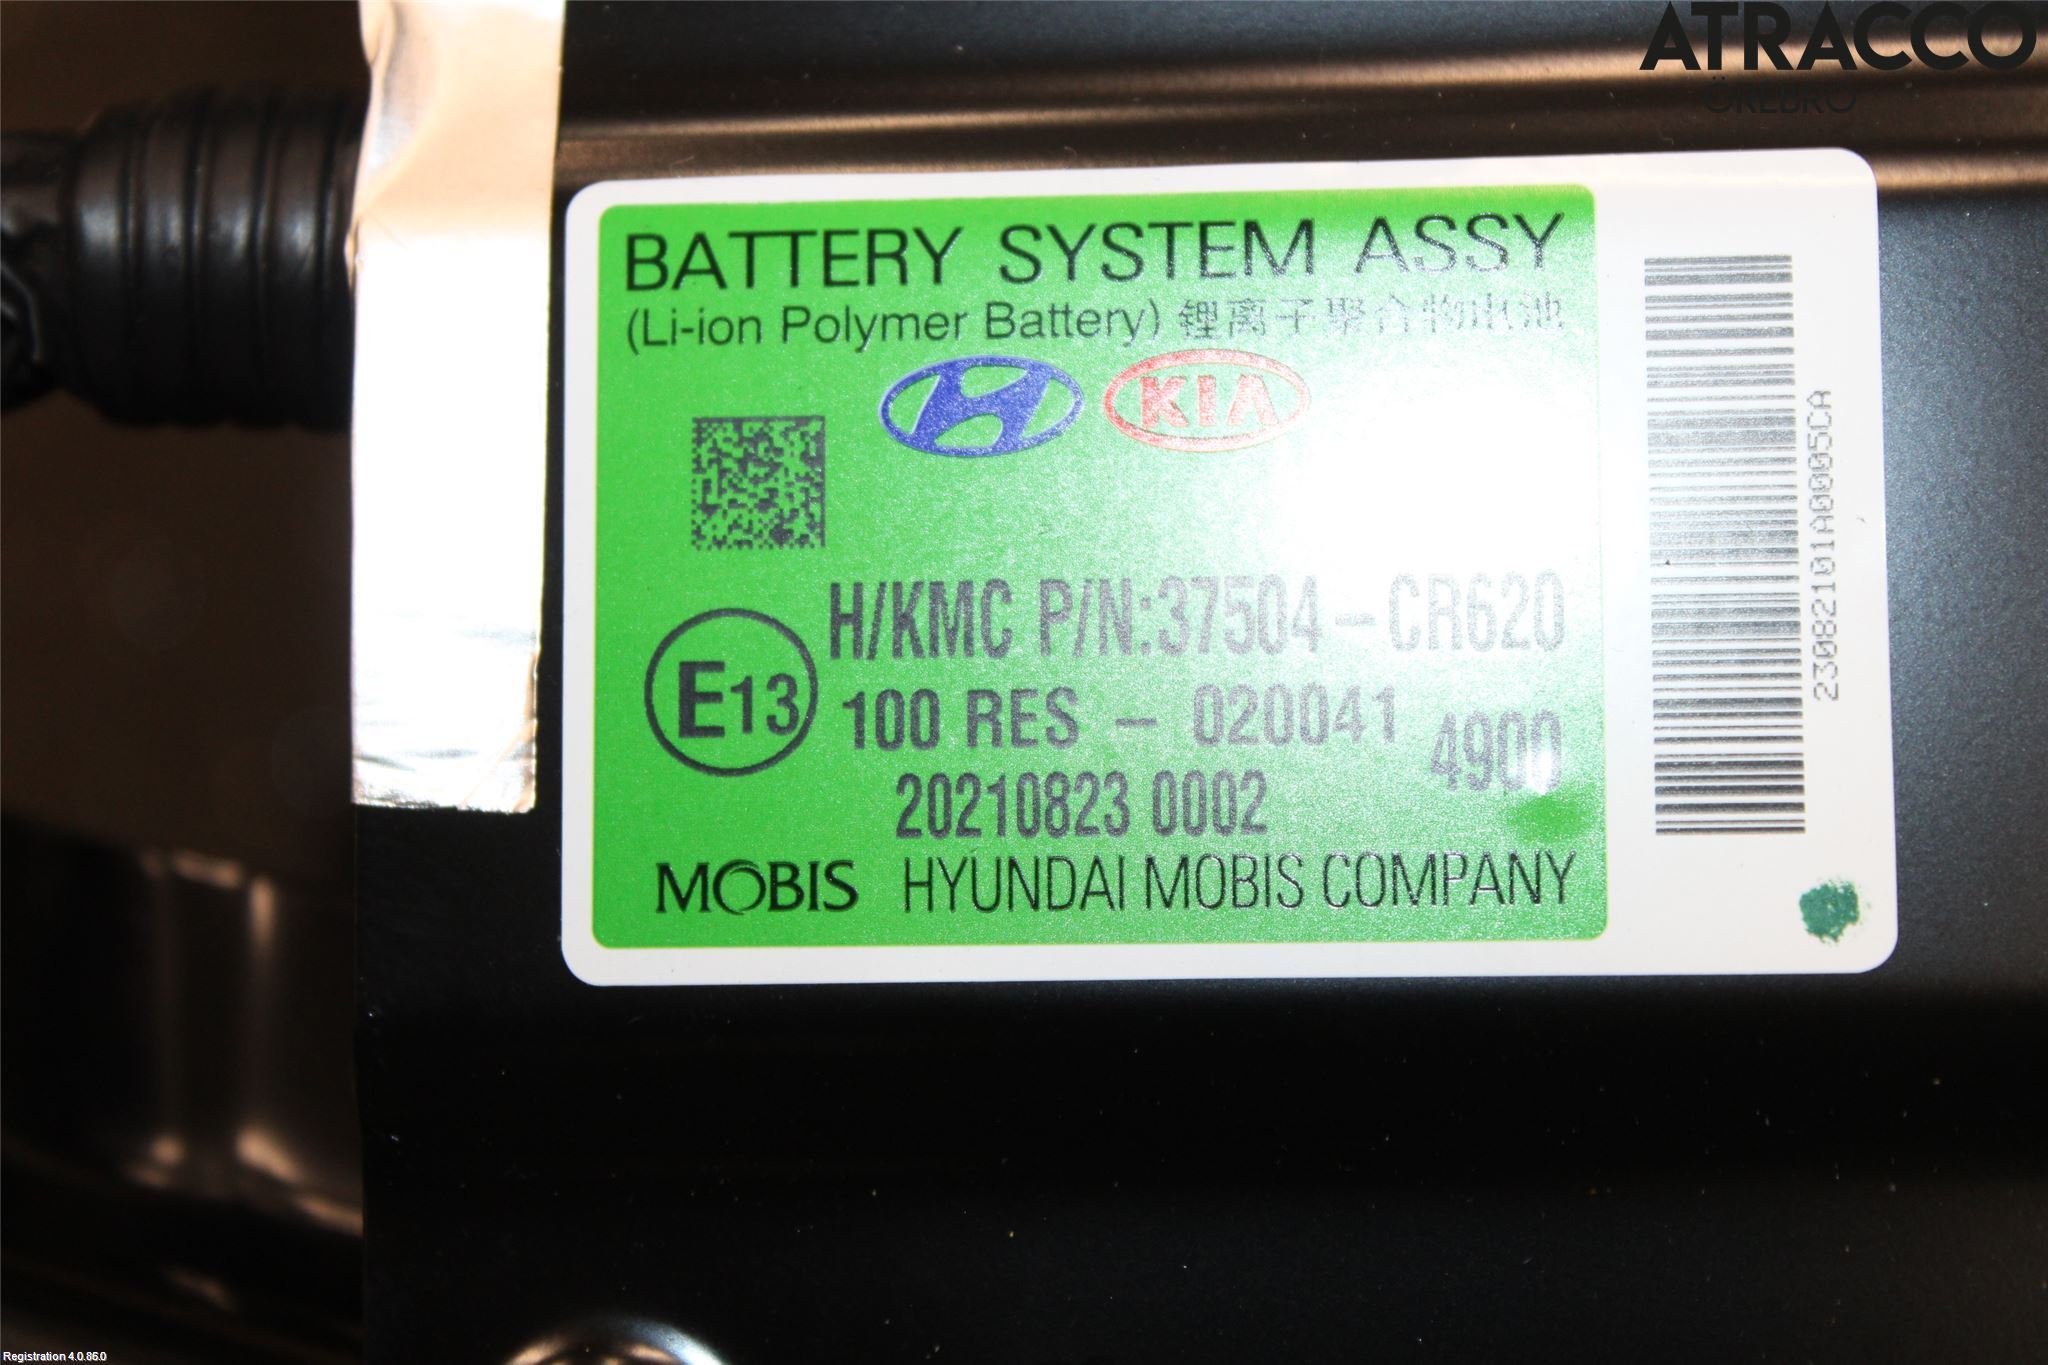 ATRACCO
ÖREBRO
BATTERY SYSTEM ASSY
(Li-ion Polymer Battery) 锂离子聚合物电池
KIA
H/KMC P/N:37504-CR620
E13
100 RES - 020041
4900
20210823 0002
MOBIS HYUNDAI MOBIS COMPANY
23082101A0005CA
Registration 4.0.86.0